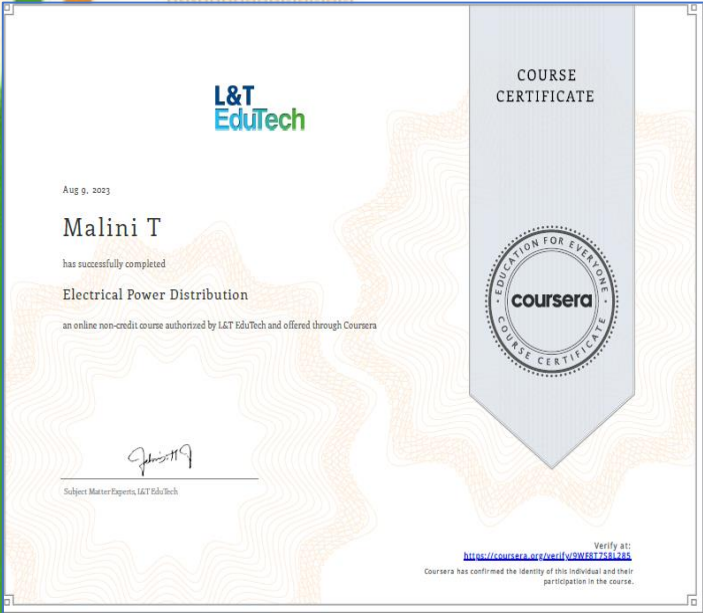 COURSE
CERTIFICATE
L&T
EduTech
Aug 9, 2023
Malini T
has successfully completed
Electrical Power Distribution
an online non-credit course authorized by L&T EduTech and offered through Coursera
EDUCATION FOR EVERYONE
coursera
COURSE CERTIFICATE
Subject Matter Experts, L&T EduTech
Verify at:
https://coursera.org/verify/9WF8T7S8L285
Coursera has confirmed the identity of this individual and their
participation in the course.